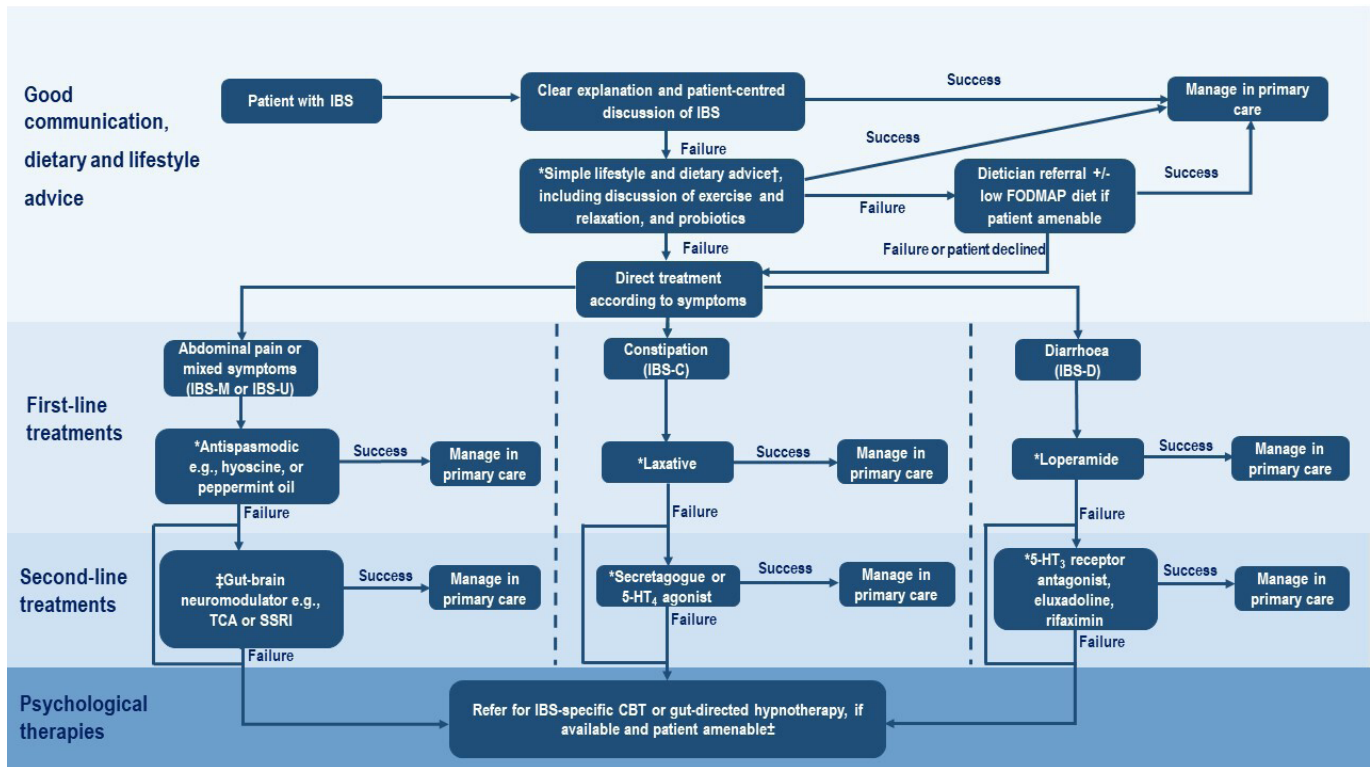 Good
communication,
dietary and lifestyle
advice
Patient with IBS
Clear explanation and patient-centred
discussion of IBS
Success
Manage in primary
care
Failure
Success
*Simple lifestyle and dietary advice†,
including discussion of exercise and
relaxation, and probiotics
Failure
Dietician referral +/-
low FODMAP diet if
patient amenable
Success
Failure
Failure or patient declined
Direct treatment
according to symptoms
First-line
treatments
Abdominal pain or
mixed symptoms
(IBS-M or IBS-U)
*Antispasmodic
e.g., hyoscine, or
peppermint oil
Success
Manage in
primary care
Failure
Constipation
(IBS-C)
*Laxative
Success
Manage in
primary care
Failure
Diarrhoea
(IBS-D)
*Loperamide
Success
Manage in
primary care
Failure
Second-line
treatments
‡Gut-brain
neuromodulator e.g.,
TCA or SSRI
Success
Manage in
primary care
Failure
*Secretagogue or
5-HT₄ agonist
Success
Manage in
primary care
Failure
*5-HT₃ receptor
antagonist,
eluxadoline,
rifaximin
Success
Manage in
primary care
Failure
Psychological
therapies
Refer for IBS-specific CBT or gut-directed hypnotherapy, if
available and patient amenable‡